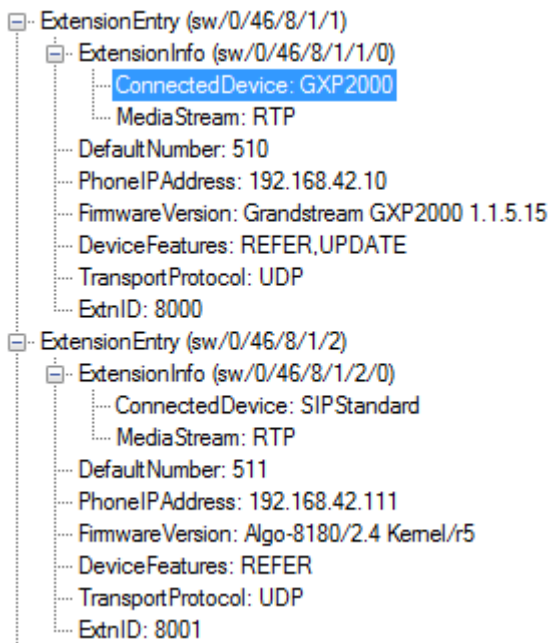 ExtensionEntry (sw/0/46/8/1/1)
ExtensionInfo (sw/0/46/8/1/1/0)
ConnectedDevice: GXP2000
MediaStream: RTP
DefaultNumber: 510
PhoneIPAddress: 192.168.42.10
FirmwareVersion: Grandstream GXP2000 1.1.5.15
DeviceFeatures: REFER,UPDATE
TransportProtocol: UDP
ExtnID: 8000
ExtensionEntry (sw/0/46/8/1/2)
ExtensionInfo (sw/0/46/8/1/2/0)
ConnectedDevice: SIPStandard
MediaStream: RTP
DefaultNumber: 511
PhoneIPAddress: 192.168.42.111
FirmwareVersion: Algo-8180/2.4 Kernel/r5
DeviceFeatures: REFER
TransportProtocol: UDP
ExtnID: 8001